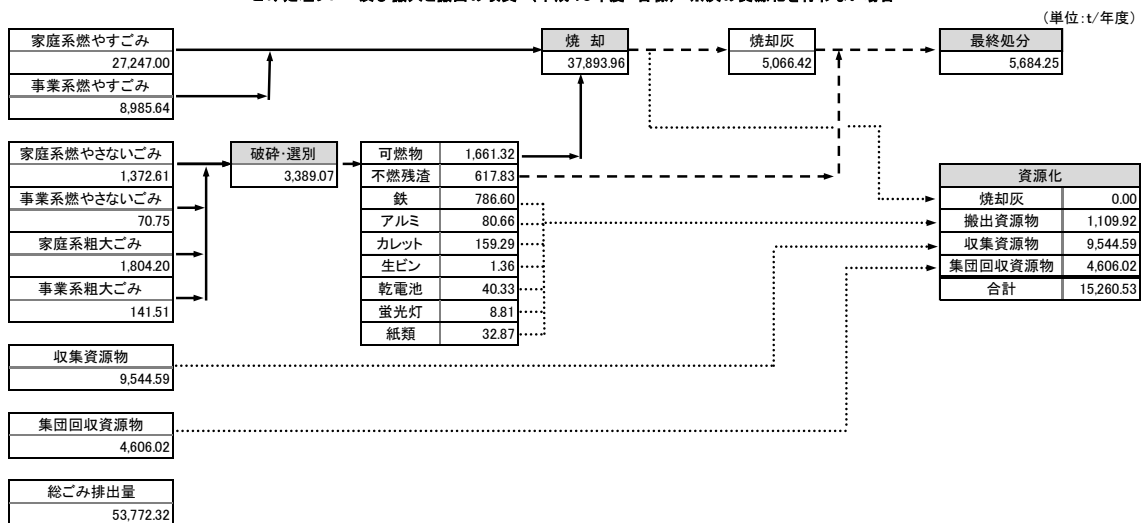 (単位:t/年度)
家庭系燃やすごみ
27,247.00
事業系燃やすごみ
8,985.64
焼 却
37,893.96
焼却灰
5,066.42
最終処分
5,684.25
家庭系燃やさないごみ
1,372.61
事業系燃やさないごみ
70.75
家庭系粗大ごみ
1,804.20
事業系粗大ごみ
141.51
破砕・選別
3,389.07
可燃物 1,661.32
不燃残渣 617.83
鉄 786.60
アルミ 80.66
カレット 159.29
生ビン 1.36
乾電池 40.33
蛍光灯 8.81
紙類 32.87
資源化
焼却灰 0.00
搬出資源物 1,109.92
収集資源物 9,544.59
集団回収資源物 4,606.02
合計 15,260.53
収集資源物
9,544.59
集団回収資源物
4,606.02
総ごみ排出量
53,772.32